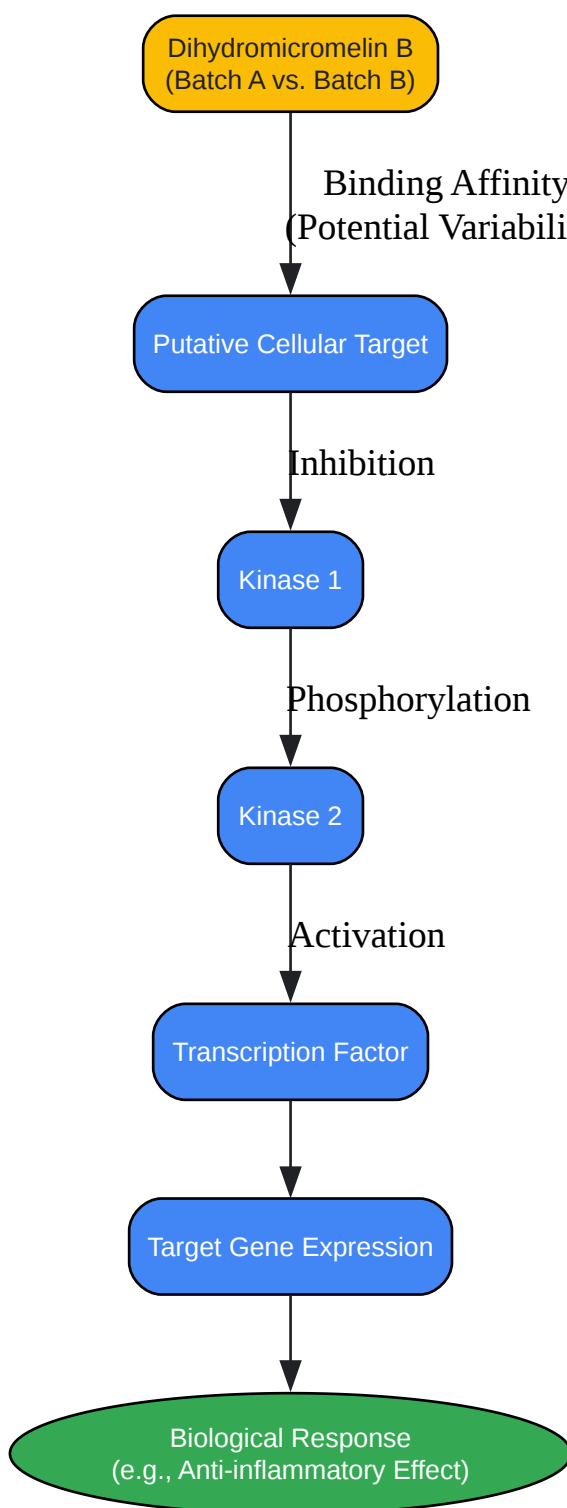 Dihydromicromelin B
(Batch A vs. Batch B)
Binding Affinity
(Potential Variabili
Putative Cellular Target
Inhibition
Kinase 1
Phosphorylation
Kinase 2
Activation
Transcription Factor
Target Gene Expression
Biological Response
(e.g., Anti-inflammatory Effect)